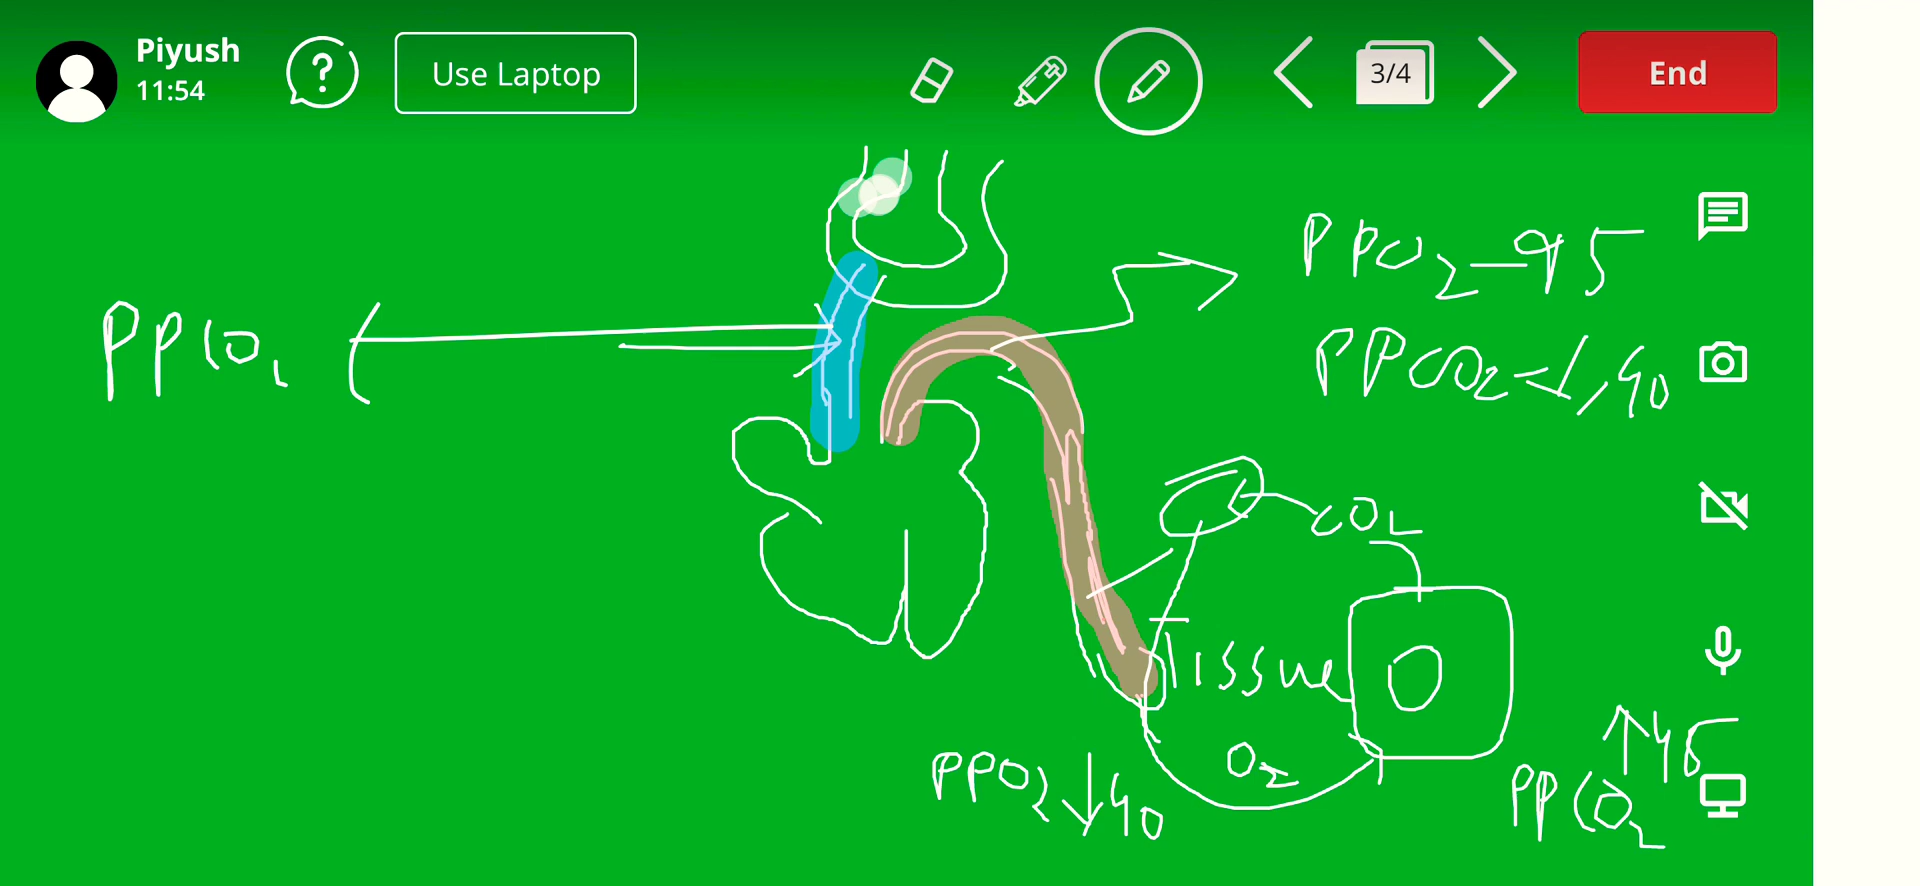 Piyush
11:54
?
Use Laptop
3/4
End
PPO2 - 95
PPCO2 - 1,40
PPCO2
CO2
Tissue
O2
PPO2 ↓ 40
↑ 45
PPCO2